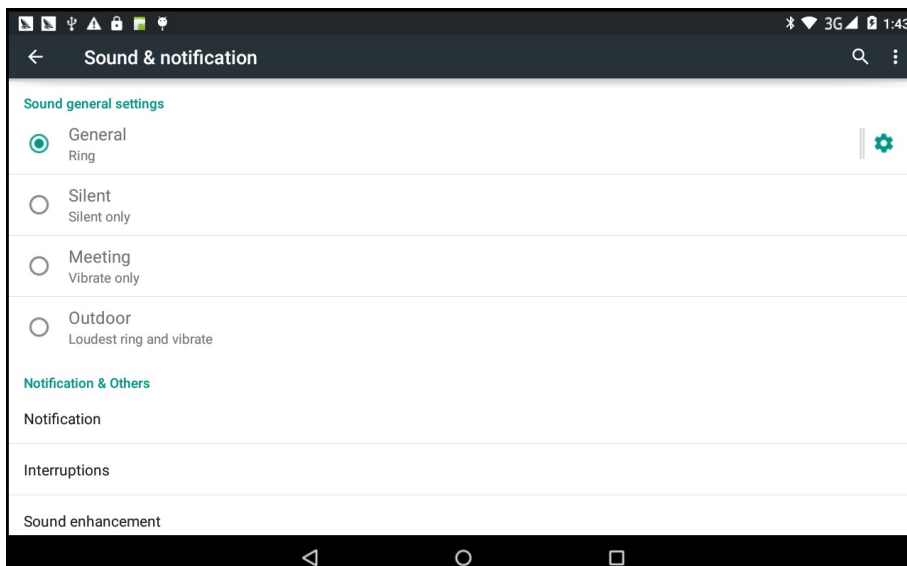 3G 1:43
Sound & notification
Sound general settings
General
Ring
Silent
Silent only
Meeting
Vibrate only
Outdoor
Loudest ring and vibrate
Notification & Others
Notification
Interruptions
Sound enhancement